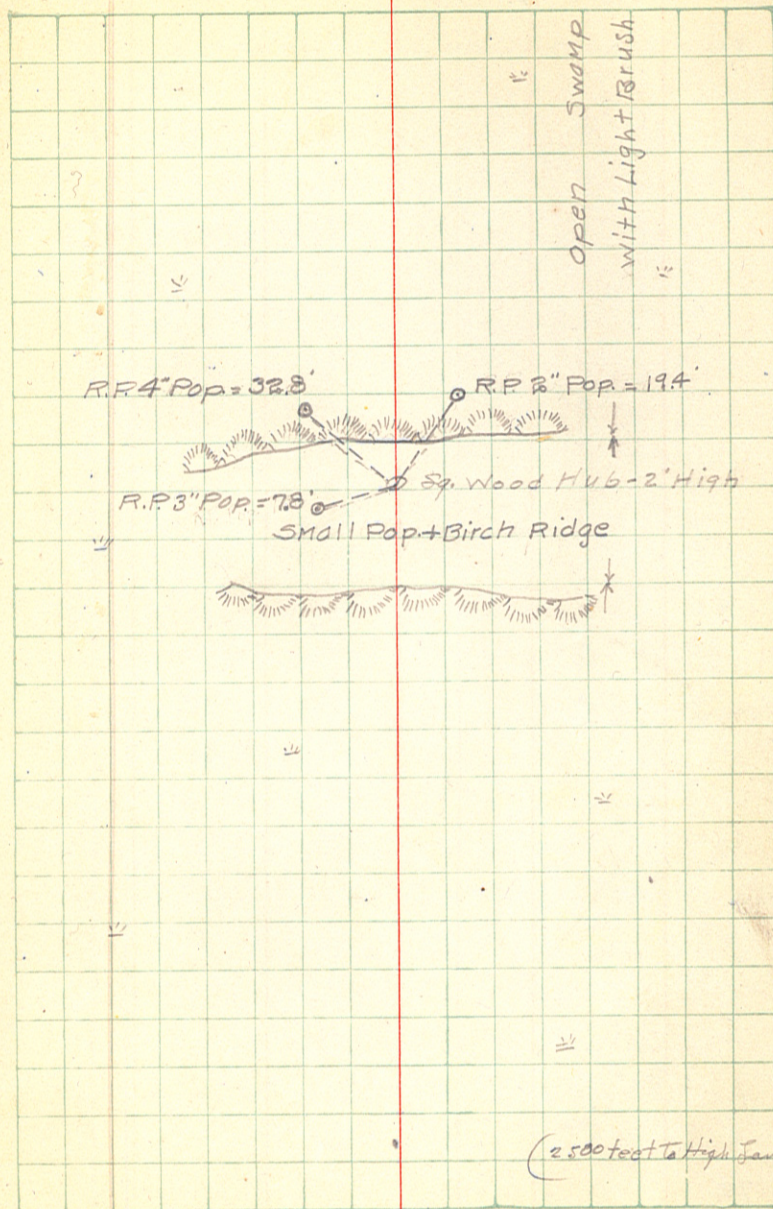 Open Swamp
with Light Brush
R.P. 4" Pop. = 32.8'
R.P. 2" Pop. = 19.4'
Sq. Wood Hub - 2' High
R.P. 3" Pop. = 7.8'
Small Pop. + Birch Ridge
(2500 feet To High